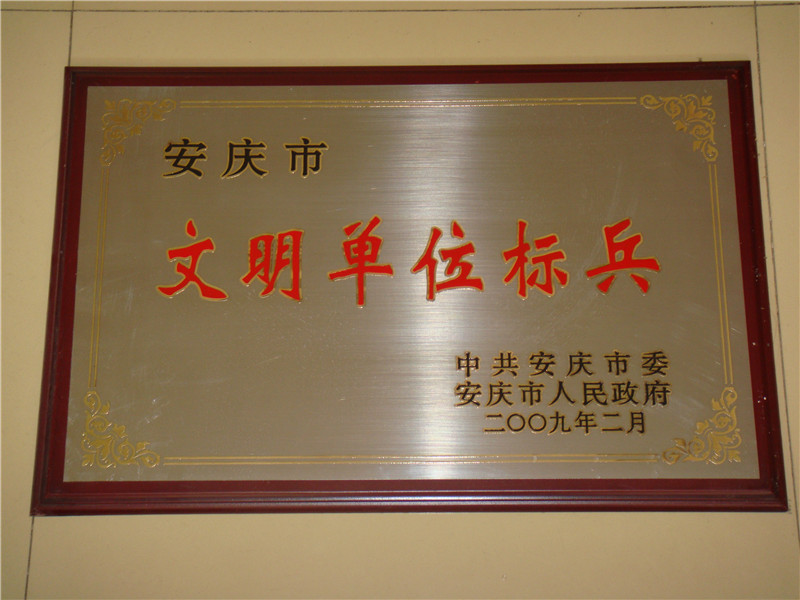 安庆市
文明单位标兵
中共安庆市委
安庆市人民政府
二〇〇九年二月